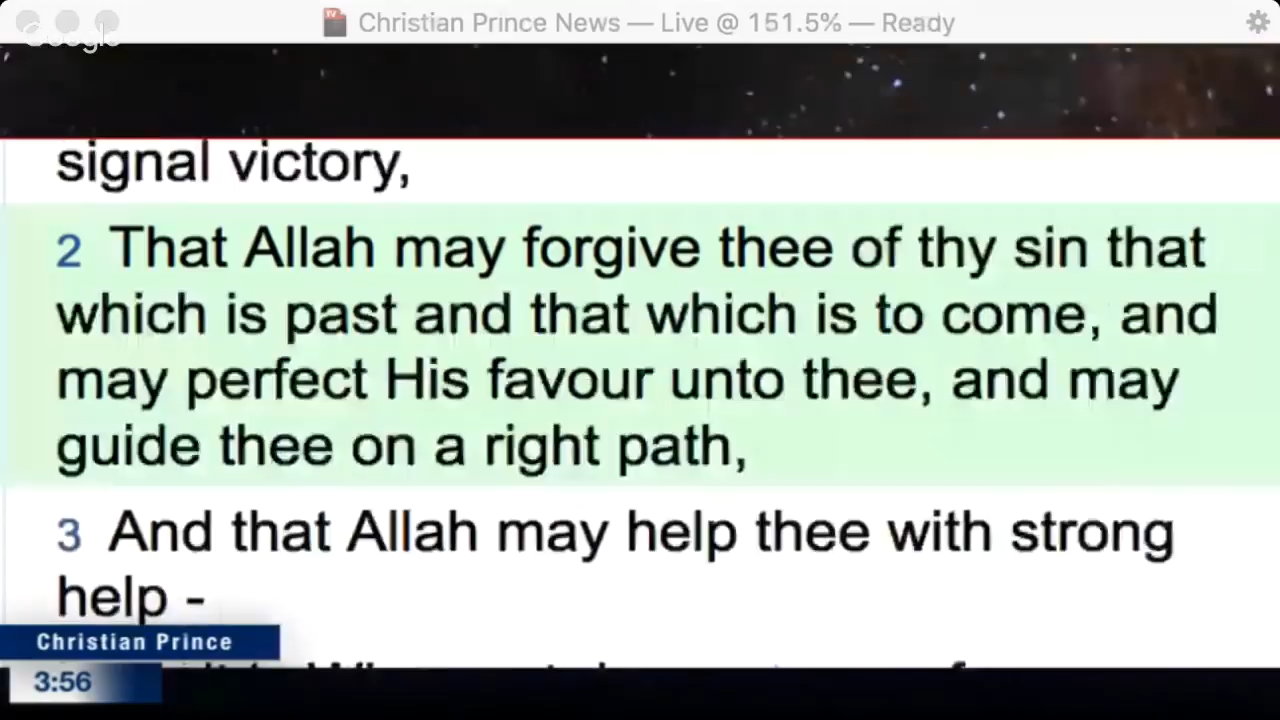 Christian Prince News — Live @ 151.5% — Ready
Google
signal victory,
2 That Allah may forgive thee of thy sin that
which is past and that which is to come, and
may perfect His favour unto thee, and may
guide thee on a right path,
3 And that Allah may help thee with strong
help -
Christian Prince
3:56